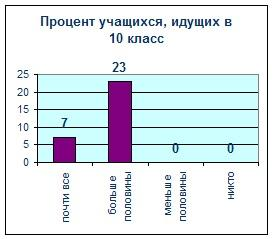 Процент учащихся, идущих в
10 класс
25
20
15
10
5
0
7
23
0
0
почти все
больше
половины
меньше
половины
никто